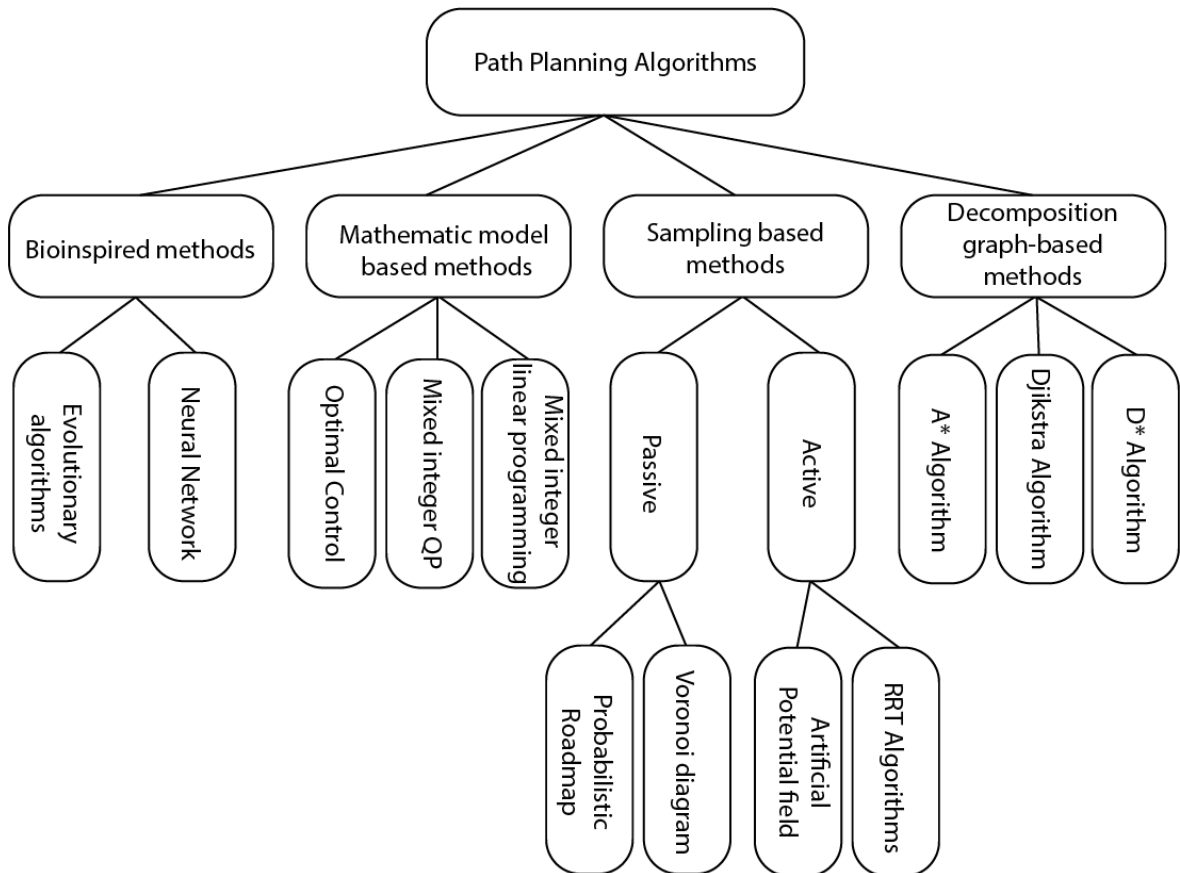 Path Planning Algorithms
Bioinspired methods
Mathematic model
based methods
Sampling based
methods
Decomposition
graph-based
methods
Evolutionary
algorithms
Neural Network
Optimal Control
Mixed integer QP
Mixed integer
linear programming
Passive
Active
A* Algorithm
Djikstra Algorithm
D* Algorithm
Probabilistic
Roadmap
Voronoi diagram
Artificial
Potential field
RRT Algorithms